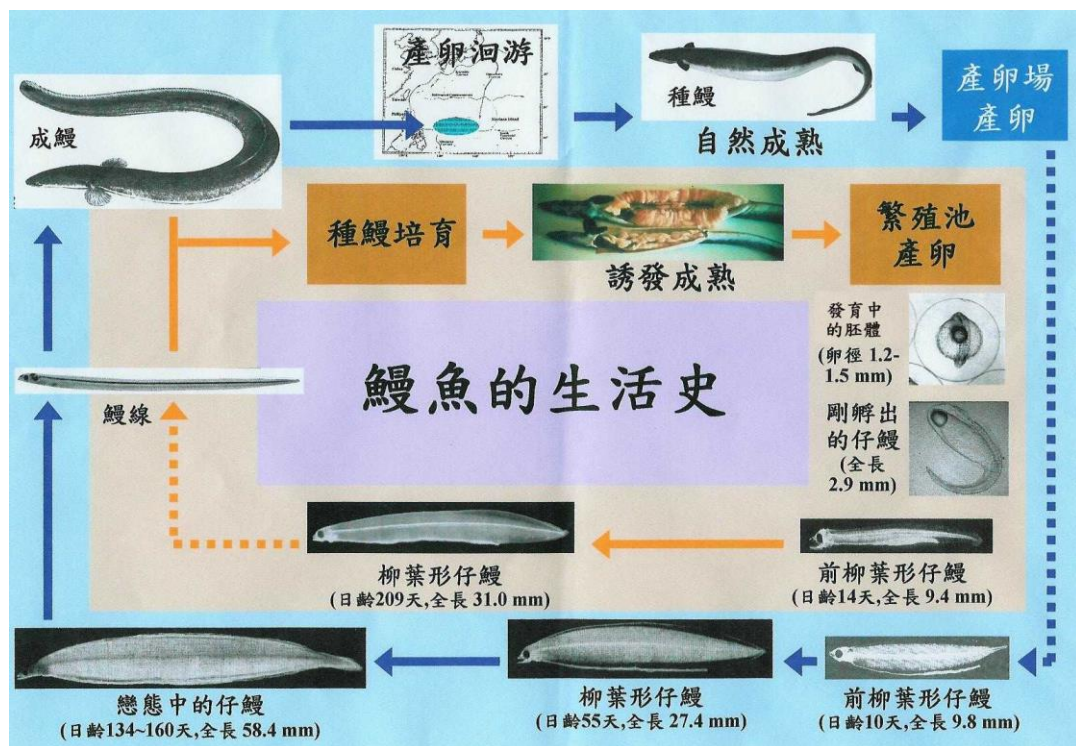 產卵洄游
成鰻
種鰻
自然成熟
產卵場
產卵
種鰻培育
誘發成熟
繁殖池
產卵
發育中
的胚體
(卵徑 1.2-
1.5 mm)
鰻魚的生活史
鰻線
剛孵出
的仔鰻
(全長
2.9 mm)
柳葉形仔鰻
(日齡209天,全長 31.0 mm)
前柳葉形仔鰻
(日齡14天,全長 9.4 mm)
戀態中的仔鰻
(日齡134~160天,全長 58.4 mm)
柳葉形仔鰻
(日齡55天,全長 27.4 mm)
前柳葉形仔鰻
(日齡10天,全長 9.8 mm)